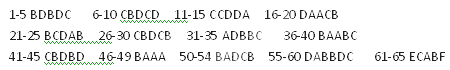 1-5 BDBDC 6-10 CBDCD 11-15 CCDDA 16-20 DAACB
21-25 BCDAB 26-30 CBDCB 31-35 ADBBC 36-40 BAABC
41-45 CBDBD 46-49 BAAA 50-54 BADCB 55-60 DABBDC 61-65 ECABF